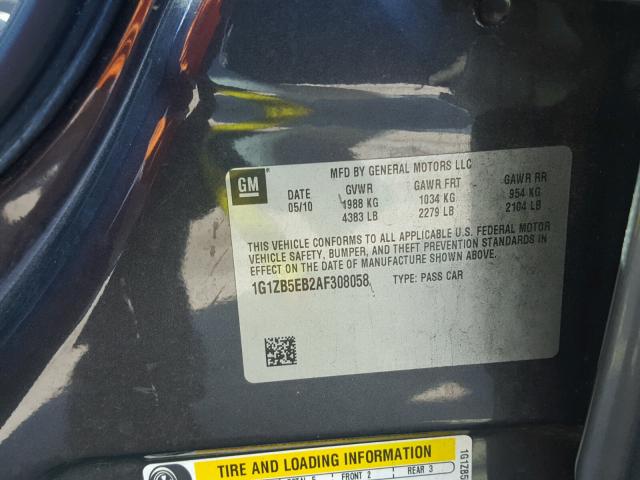 GM
MFD BY GENERAL MOTORS LLC
DATE GVWR GAWR FRT GAWR RR
05/10 1988 KG 1034 KG 954 KG
4383 LB 2279 LB 2104 LB
THIS VEHICLE CONFORMS TO ALL APPLICABLE U.S. FEDERAL MOTOR
VEHICLE SAFETY, BUMPER, AND THEFT PREVENTION STANDARDS IN
EFFECT ON THE DATE OF MANUFACTURE SHOWN ABOVE.
1G1ZB5EB2AF308058 TYPE: PASS CAR
TIRE AND LOADING INFORMATION
FRONT 2 REAR 3
1G1ZB5